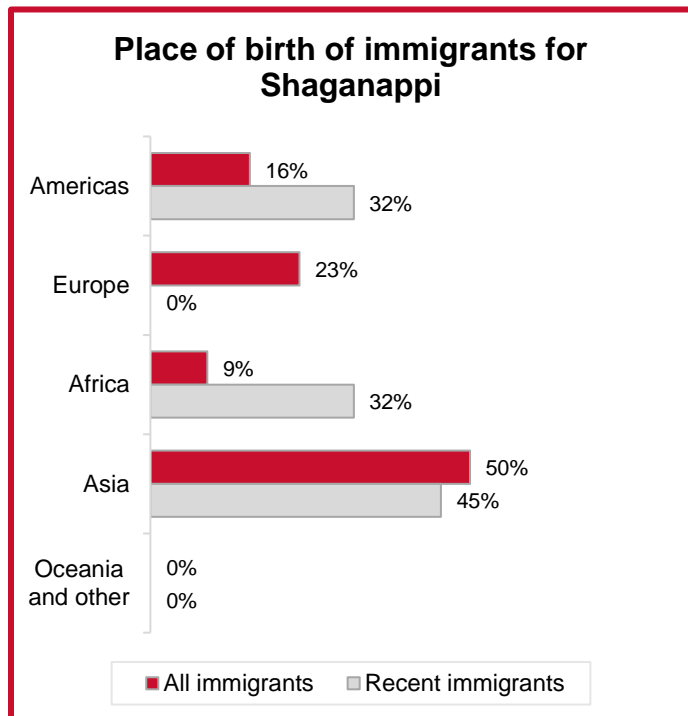 Place of birth of immigrants for
Shaganappi
Americas
16%
32%
Europe
23%
0%
Africa
9%
32%
Asia
50%
45%
Oceania
and other
0%
0%
All immigrants
Recent immigrants